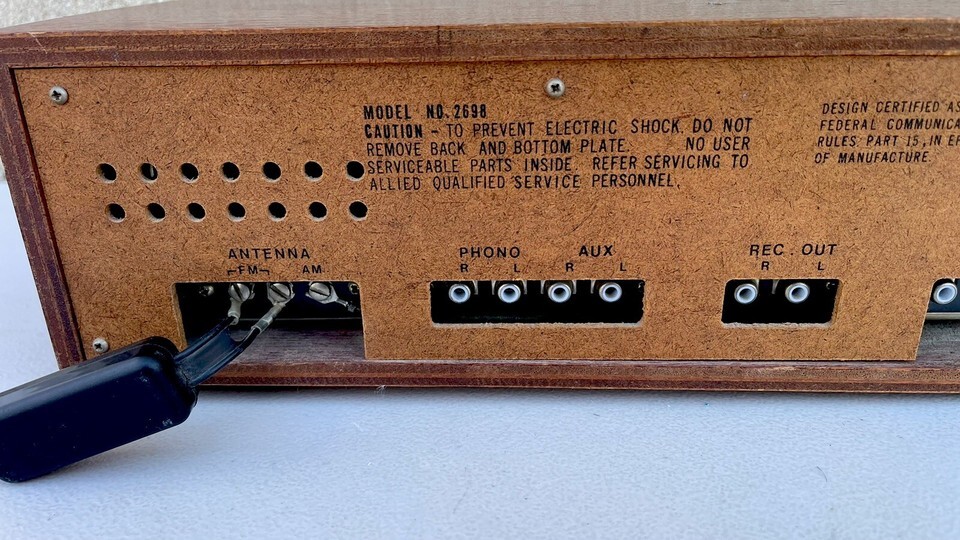 MODEL NO. 2698
CAUTION - TO PREVENT ELECTRIC SHOCK, DO NOT
REMOVE BACK AND BOTTOM PLATE. NO USER
SERVICEABLE PARTS INSIDE. REFER SERVICING TO
ALLIED QUALIFIED SERVICE PERSONNEL.
DESIGN CERTIFIED AS
FEDERAL COMMUNICA
RULES, PART 15, IN EF
OF MANUFACTURE.
ANTENNA
FM AM
PHONO AUX
R L R L
REC. OUT
R L